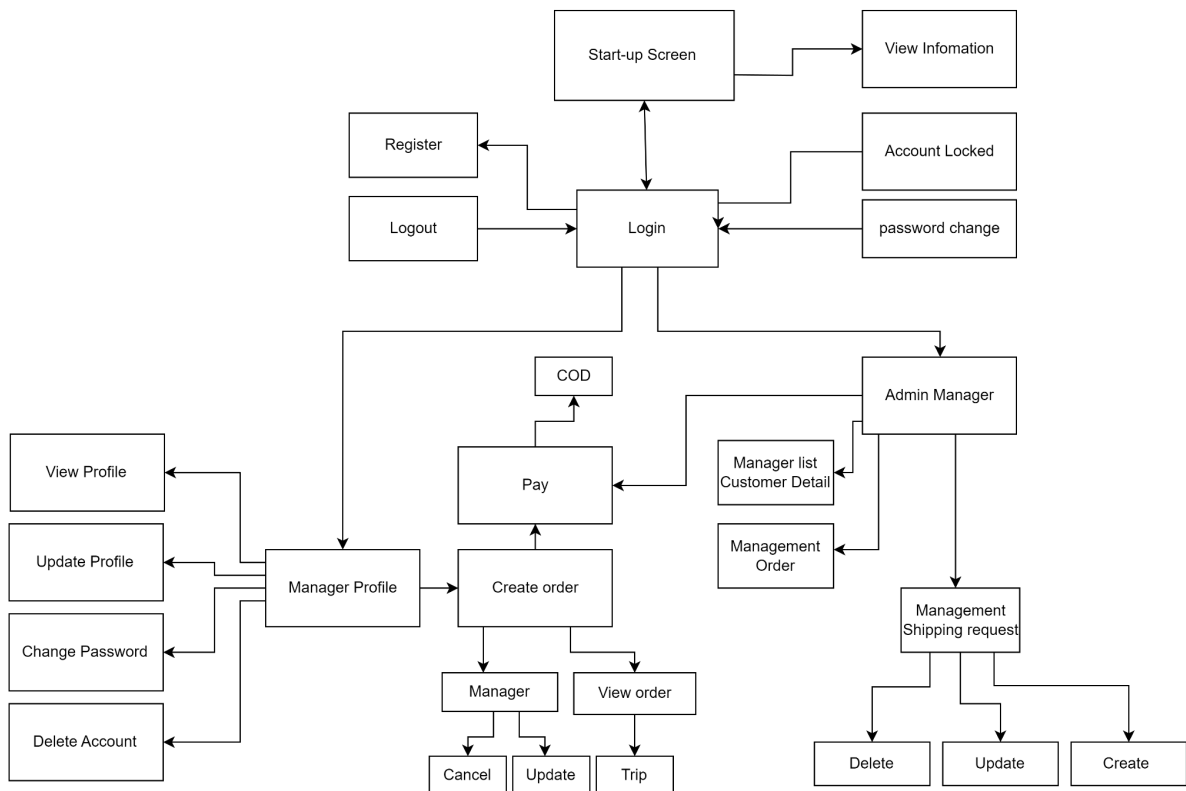 Start-up Screen
View Infomation
Register
Account Locked
Logout
Login
password change
COD
Admin Manager
View Profile
Pay
Manager list
Customer Detail
Update Profile
Management
Order
Manager Profile
Create order
Management
Shipping request
Change Password
Manager
View order
Delete Account
Cancel
Update
Trip
Delete
Update
Create